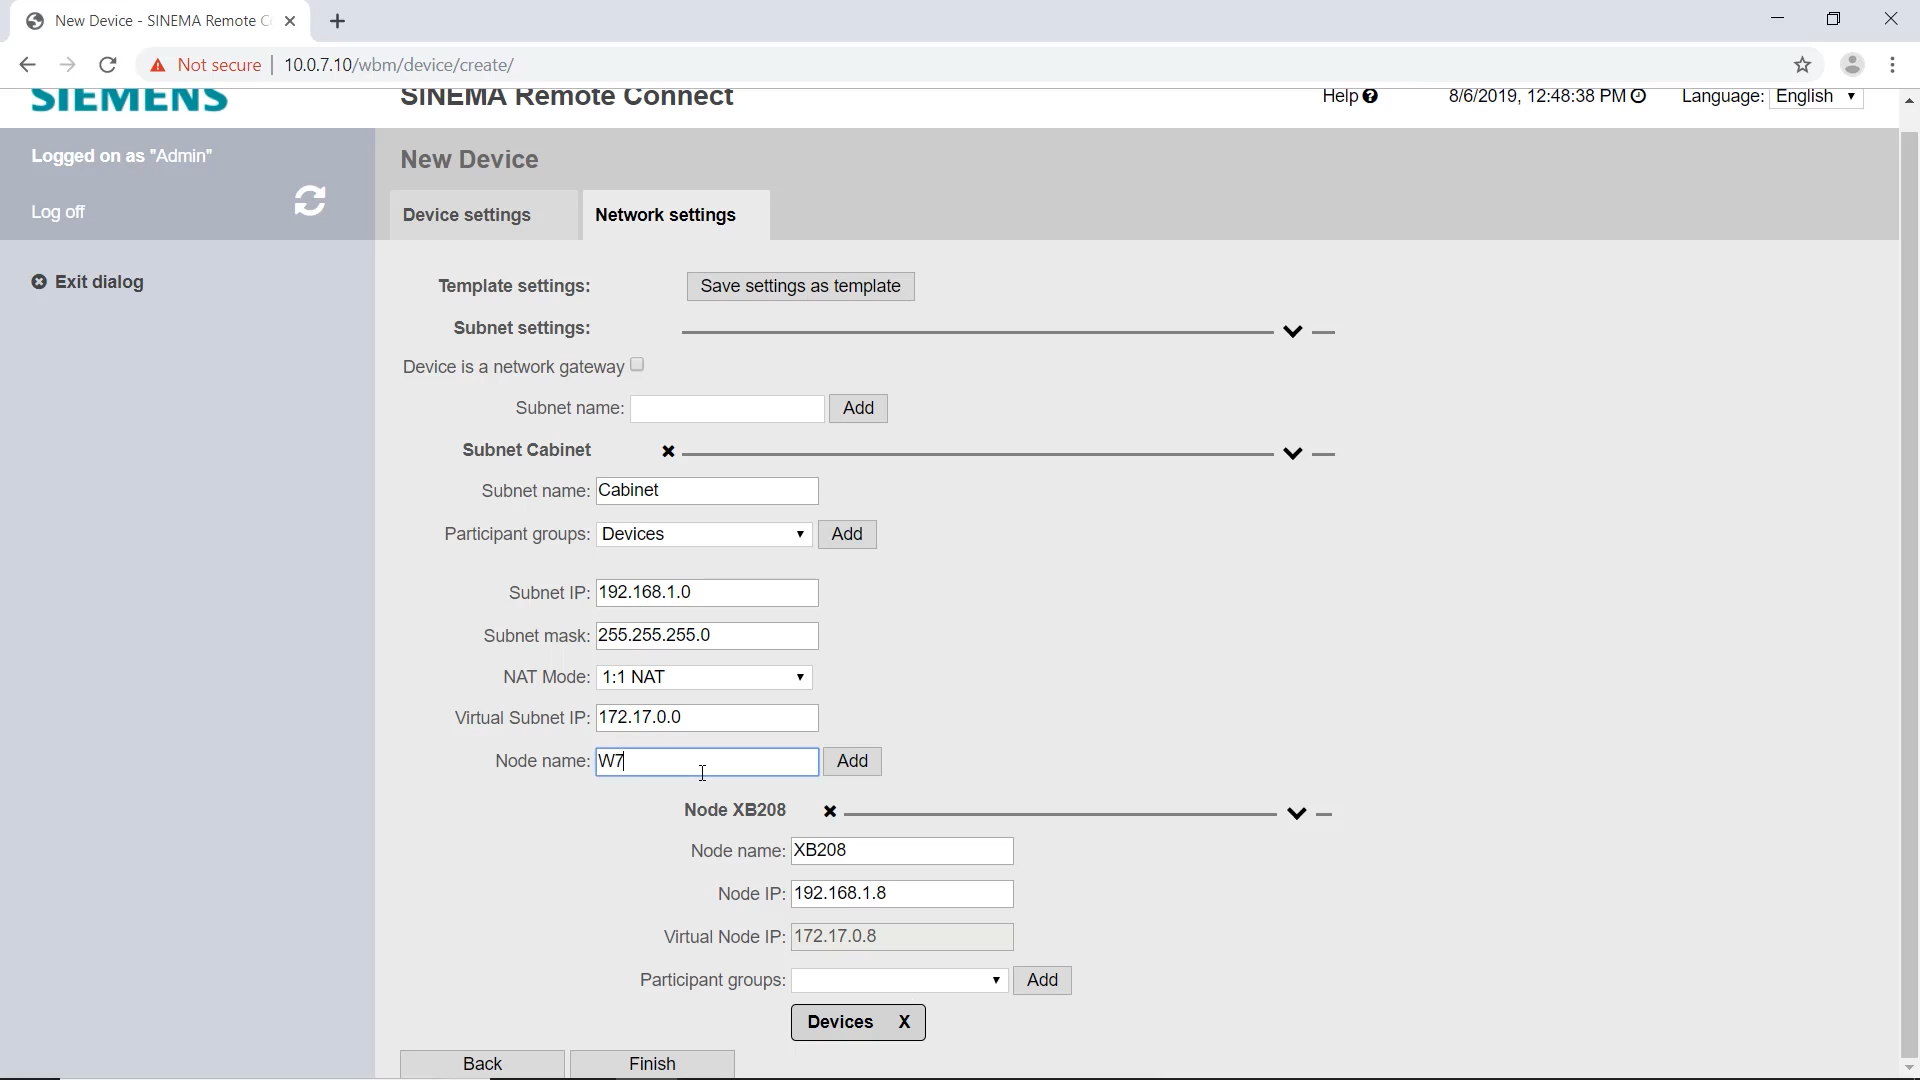 New Device - SINEMA Remote C
Not secure | 10.0.7.10/wbm/device/create/
SIEMENS
SINEMA Remote Connect
Help
8/6/2019, 12:48:38 PM
Language: English
Logged on as "Admin"
Log off
Exit dialog
New Device
Device settings
Network settings
Template settings: Save settings as template
Subnet settings:
Device is a network gateway
Subnet name: Add
Subnet Cabinet
Subnet name: Cabinet
Participant groups: Devices Add
Subnet IP: 192.168.1.0
Subnet mask: 255.255.255.0
NAT Mode: 1:1 NAT
Virtual Subnet IP: 172.17.0.0
Node name: W7 Add
Node XB208
Node name: XB208
Node IP: 192.168.1.8
Virtual Node IP: 172.17.0.8
Participant groups: Add
Devices X
Back
Finish